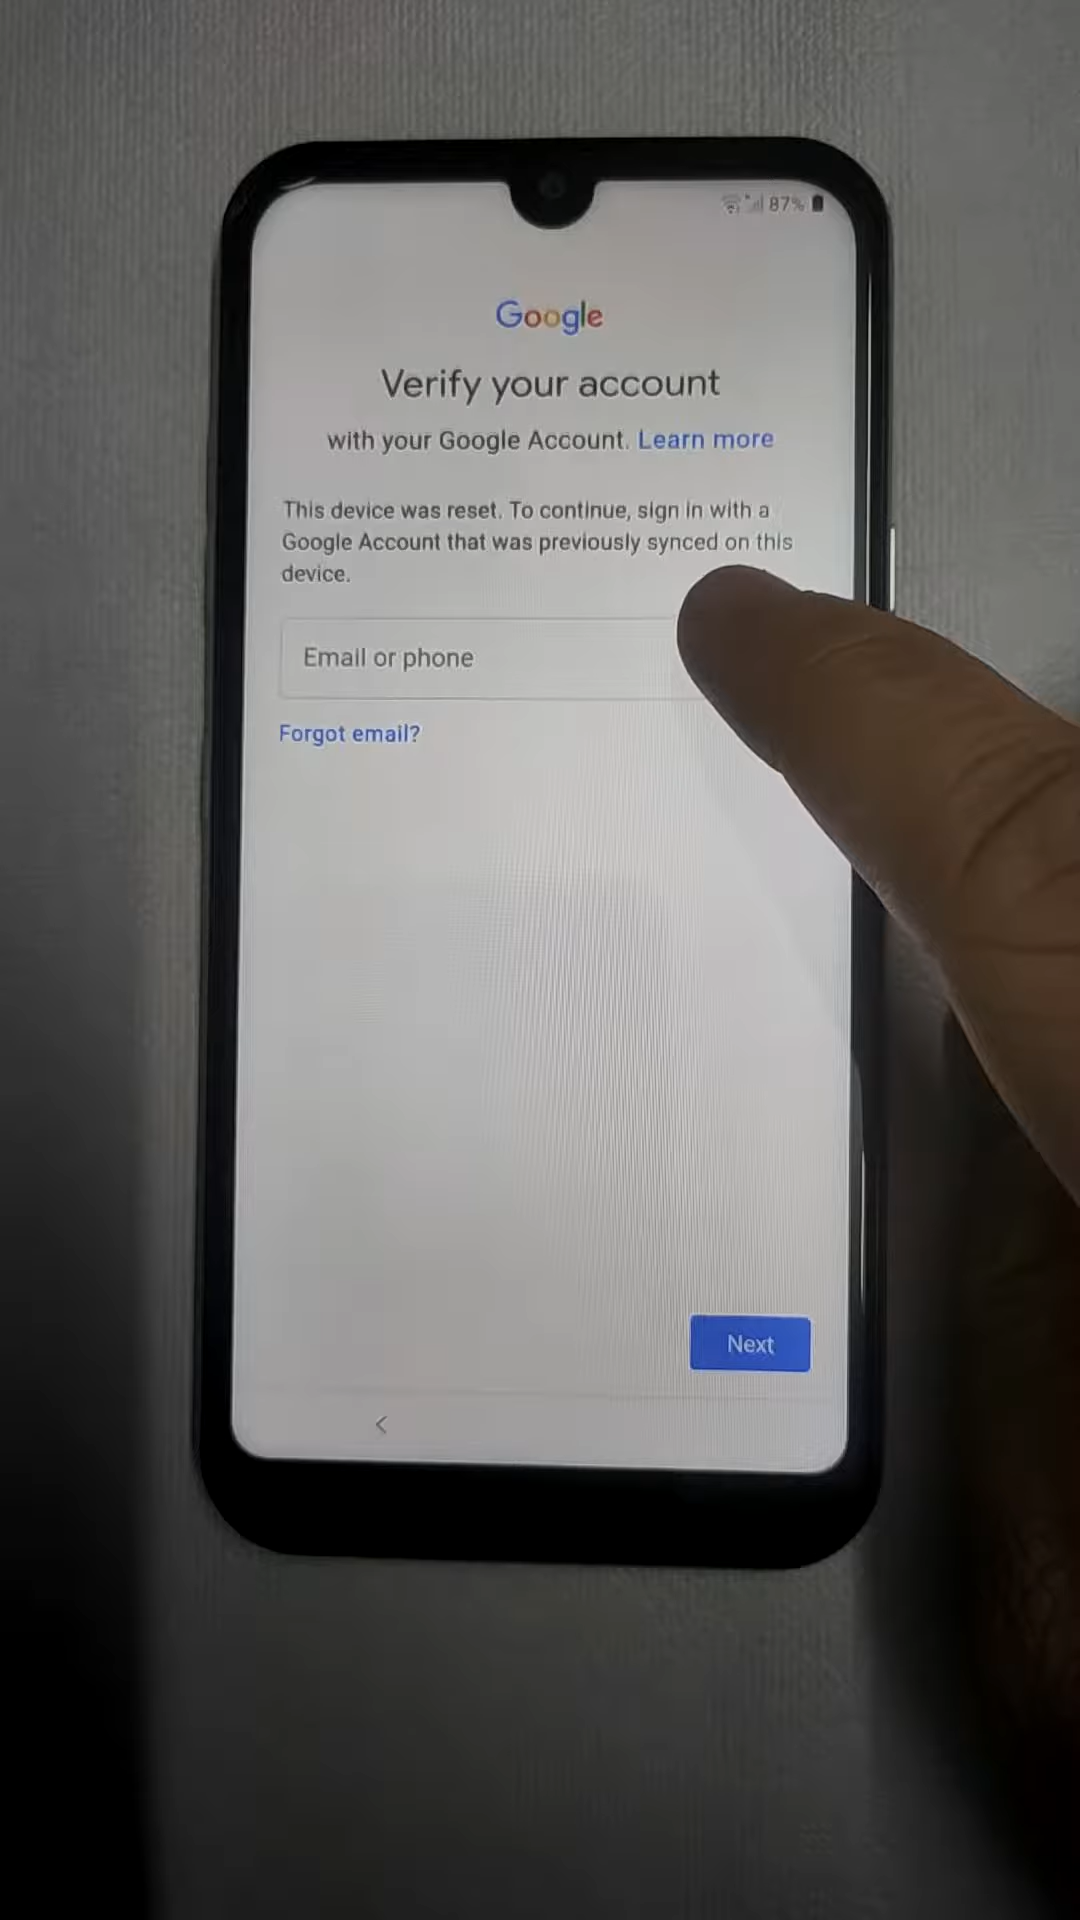 87%
Google
Verify your account
with your Google Account. Learn more
This device was reset. To continue, sign in with a
Google Account that was previously synced on this
device.
Email or phone
Forgot email?
Next